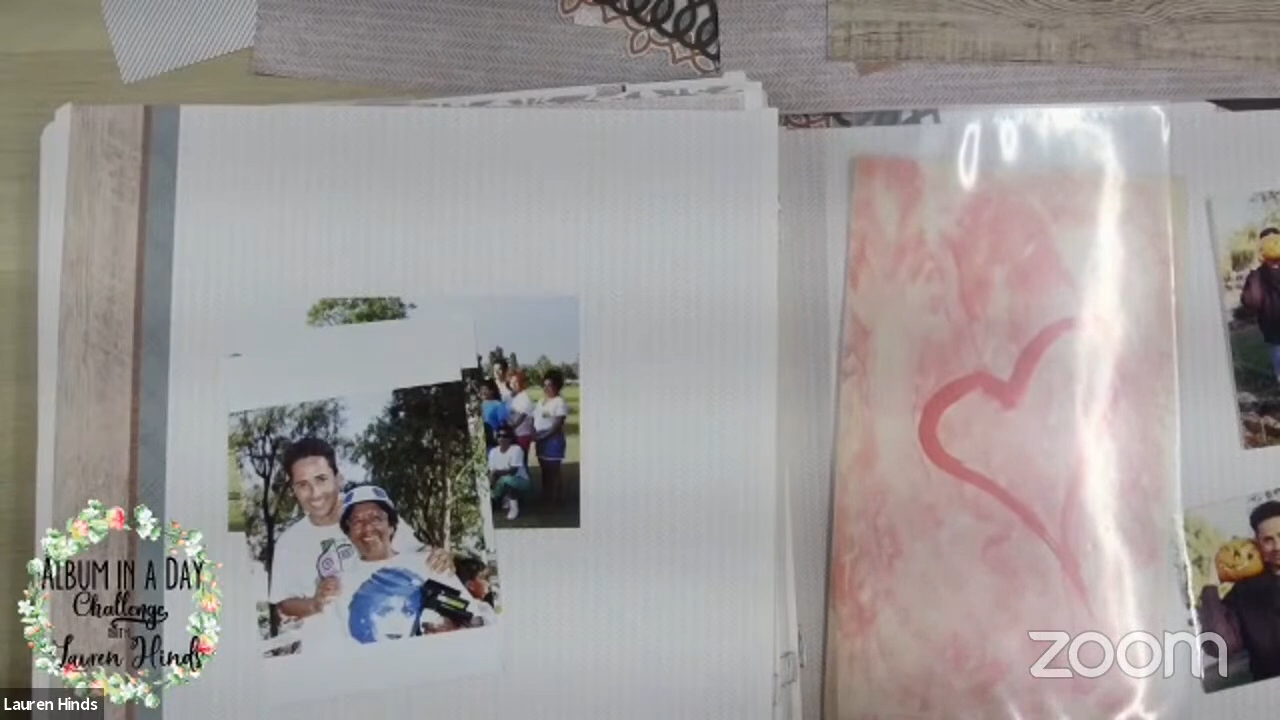 ALBUM IN A DAY
Challenge
WITH
Lauren Hinds
Lauren Hinds
zoom